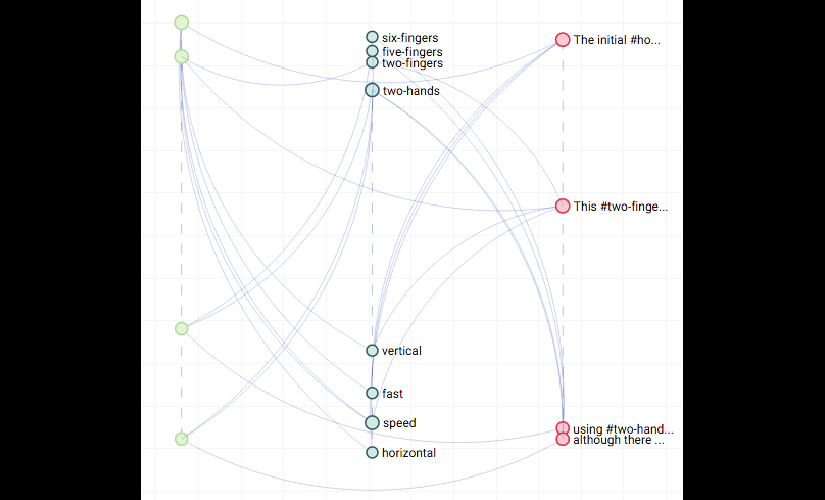 six-fingers
The initial #ho...
five-fingers
two-fingers
two-hands
This #two-finge...
vertical
fast
speed
using #two-hand...
although there ...
horizontal